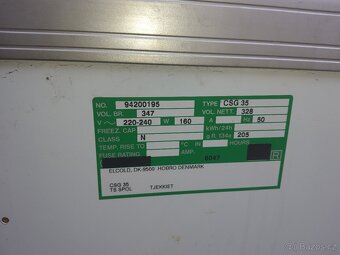 NO. 94200195 TYPE CSG 35
VOL. BR. 347 VOL. NETT 328
V ~ 220-240 W 160 A Hz 50
FREEZ. CAP. kWh/24h
CLASS N g R. 134a 205
TEMP. RISE TO °C IN HOURS
FUSE RATING AMP.
6047 R
ELCOLD, DK-9500 HOBRO DENMARK
CSG 35
TS SPOL TJEKKIET